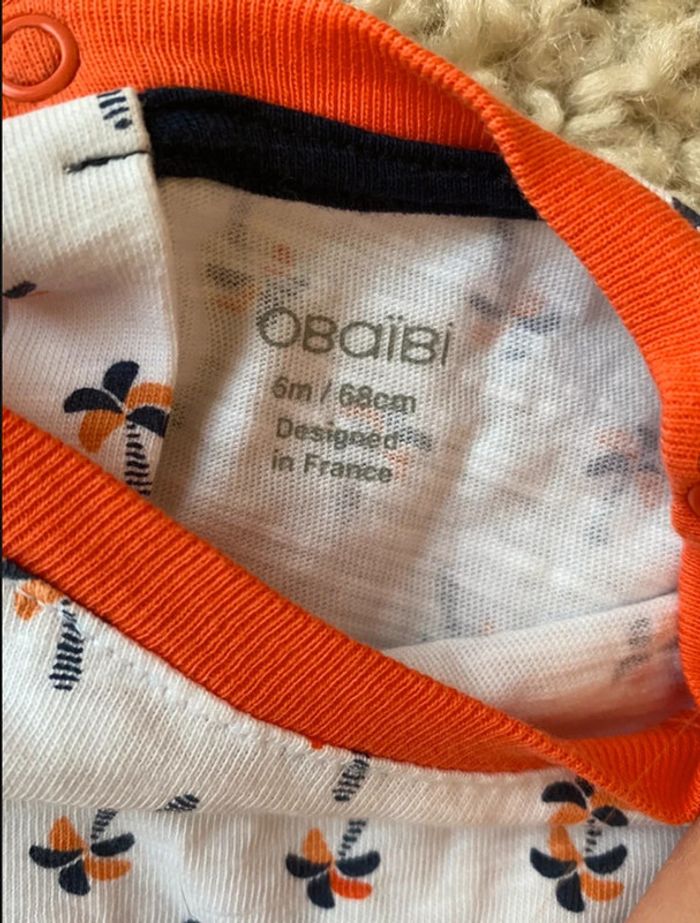 OBaïBi
6m / 68cm
Designed
in France